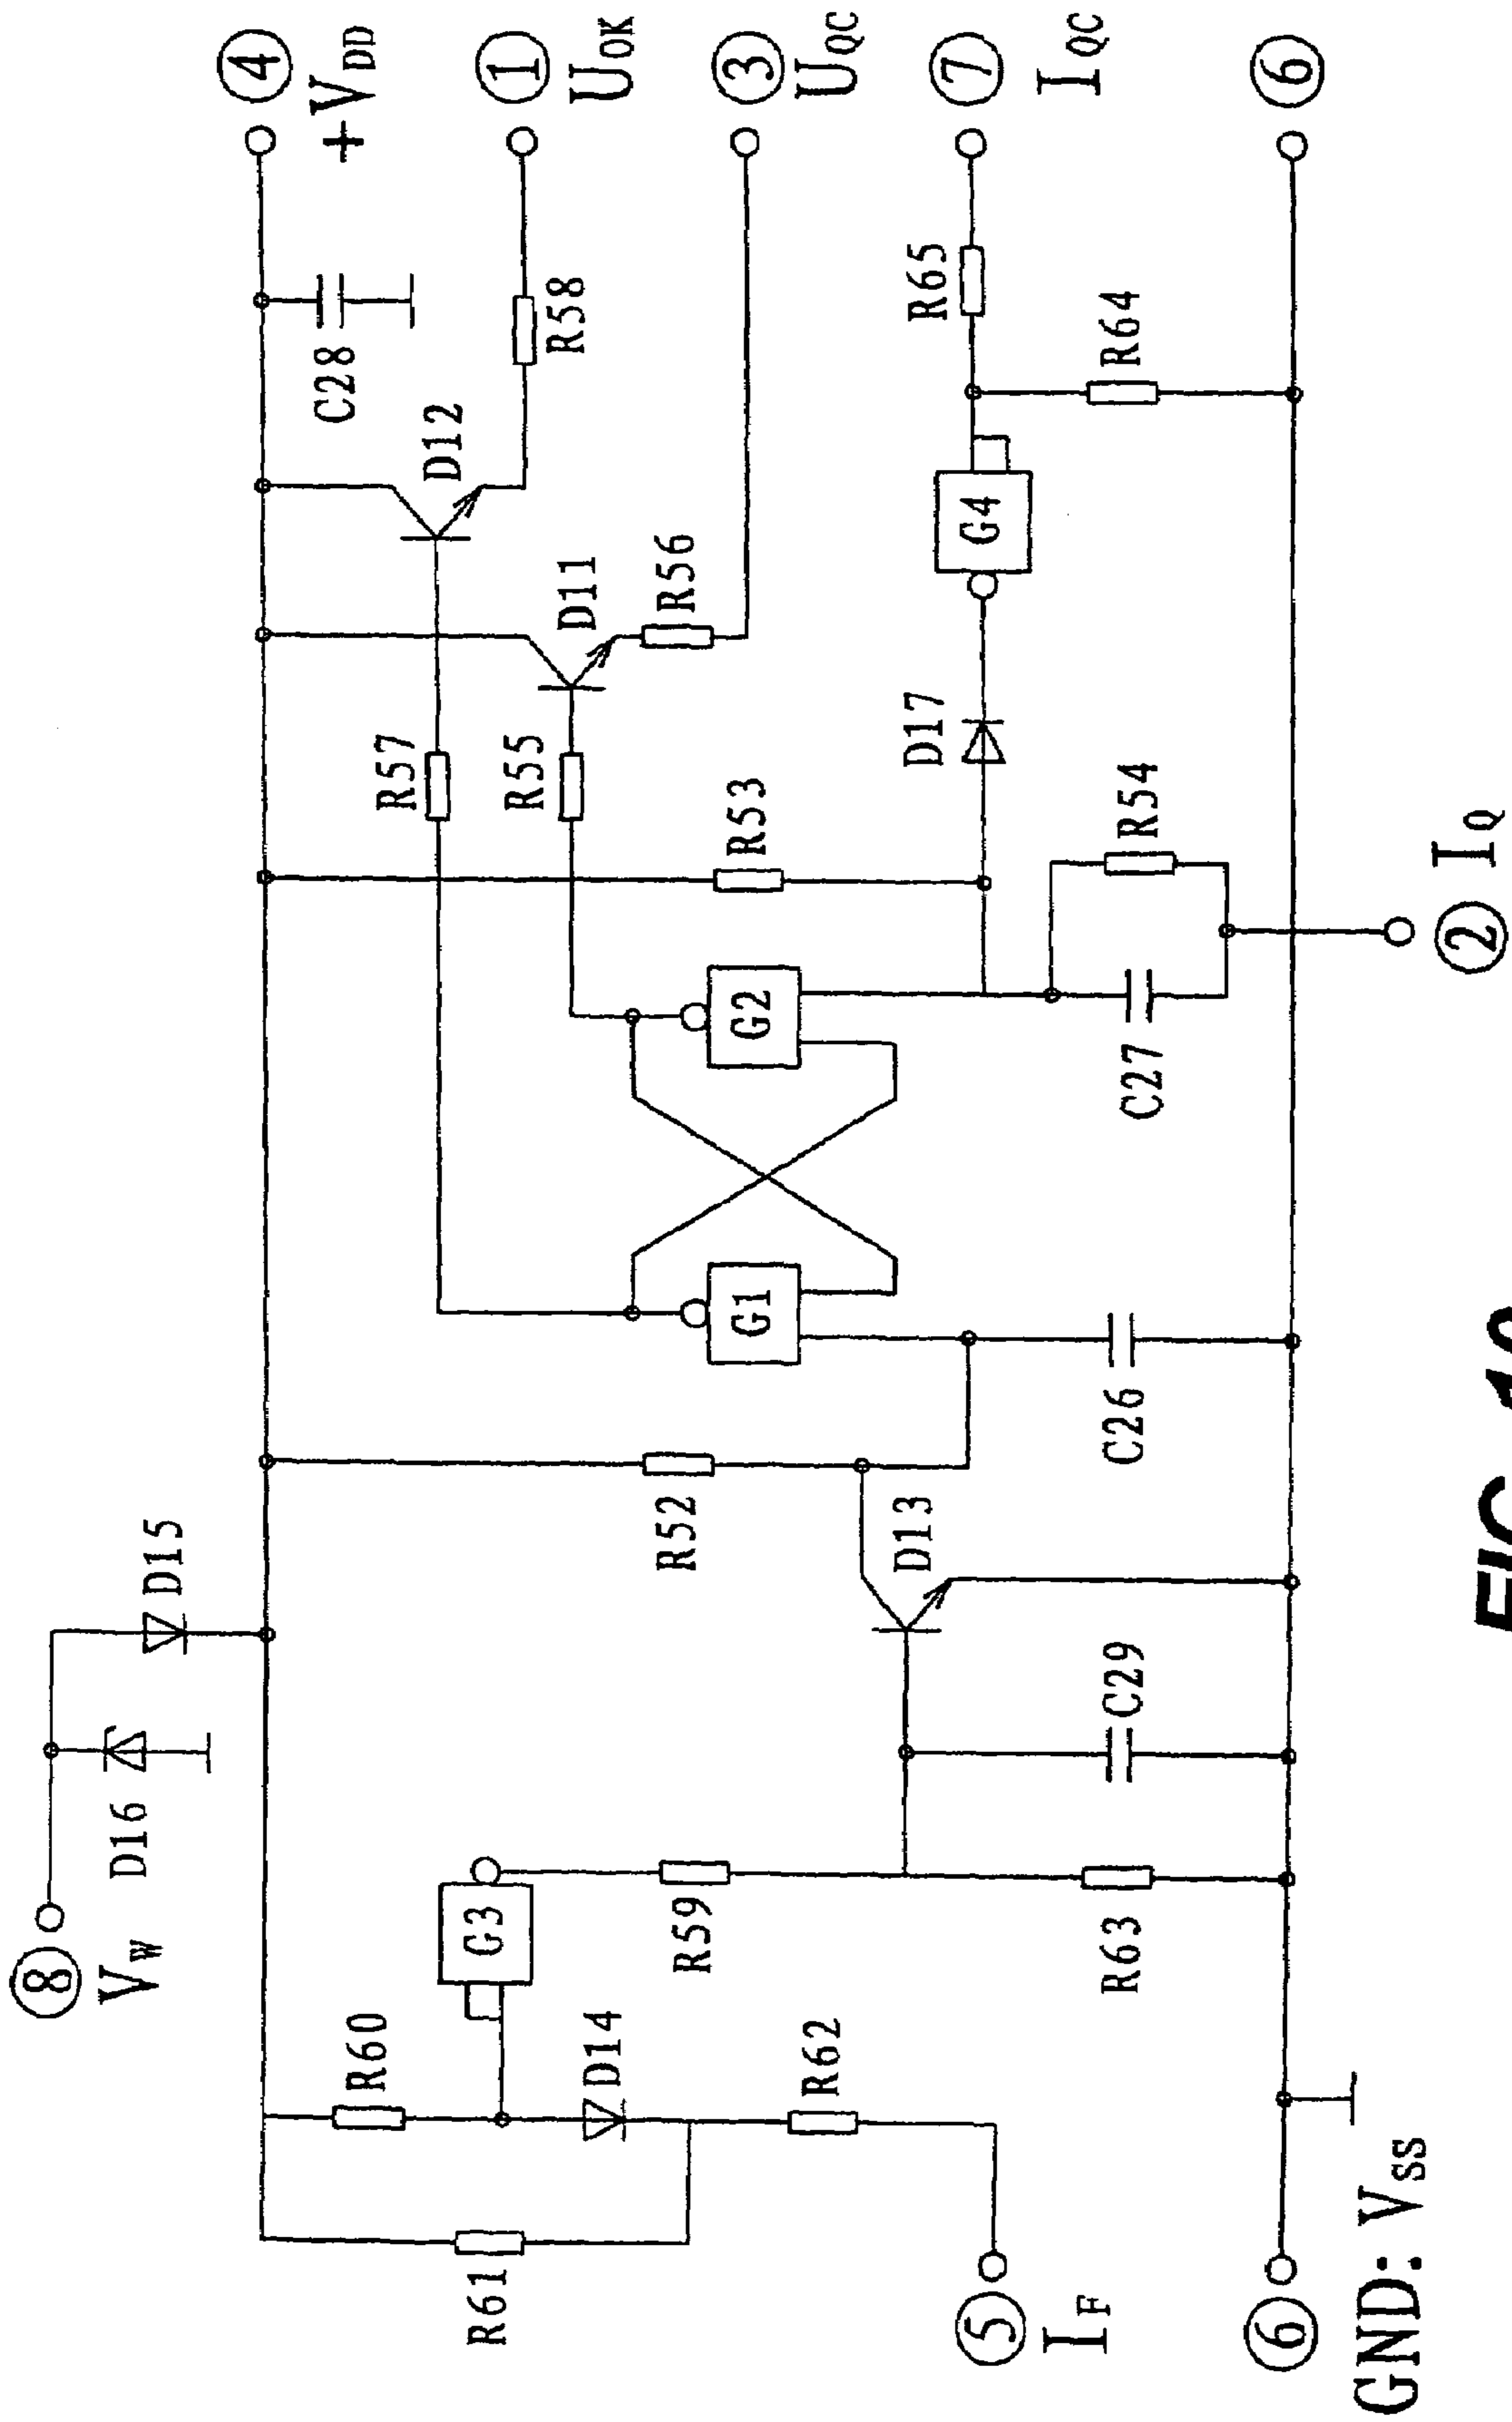 ⑧
V_W
D16
D15
④
+V_DD
C28
①
U_OK
D12
R58
③
U_QC
D11
R56
R57
R55
R53
R60
G3
R61
D14
R62
R59
R52
G1
G2
D17
G4
R65
⑦
I_QC
R64
D13
⑤
I_F
R63
C29
C26
C27
R54
⑥
⑥
GND: V_SS
②
I_Q